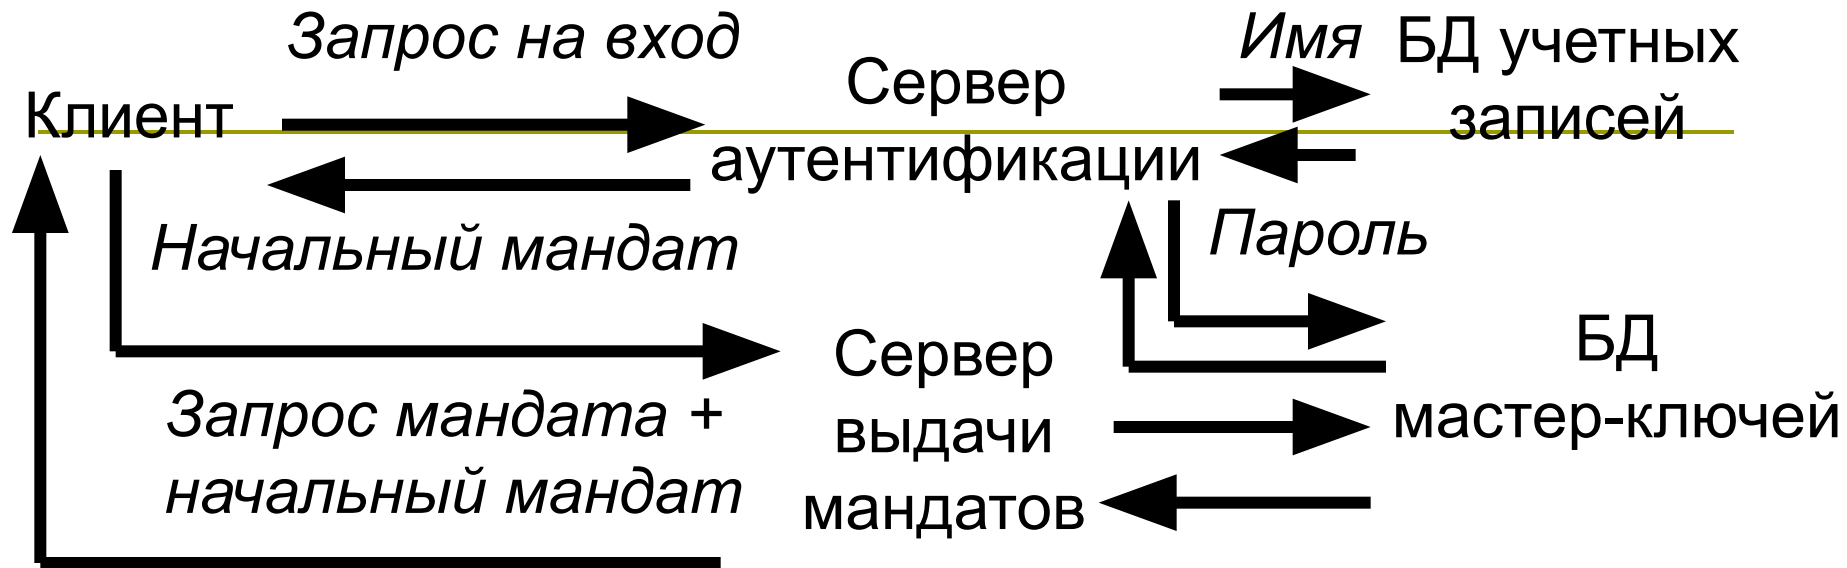 Запрос на вход
Имя
БД учетных
записей
Клиент
Сервер
аутентификации
Начальный мандат
Пароль
Сервер
выдачи
мандатов
БД
мастер-ключей
Запрос мандата +
начальный мандат